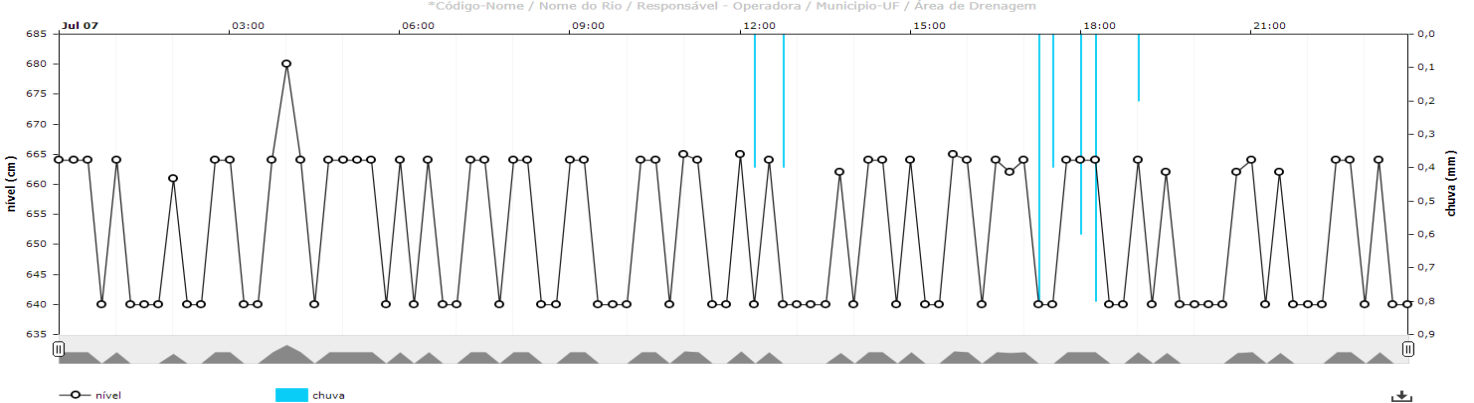 *Código-Nome / Nome do Rio / Responsável - Operadora / Municipio-UF / Área de Drenagem
Jul 07 03:00 06:00 09:00 12:00 15:00 18:00 21:00
685 0,0
680 0,1
675 0,2
670 0,3
665 0,4
660 0,5
655 0,6
650 0,7
645 0,8
640 0,9
635
nível (cm)
chuva (mm)
nível chuva